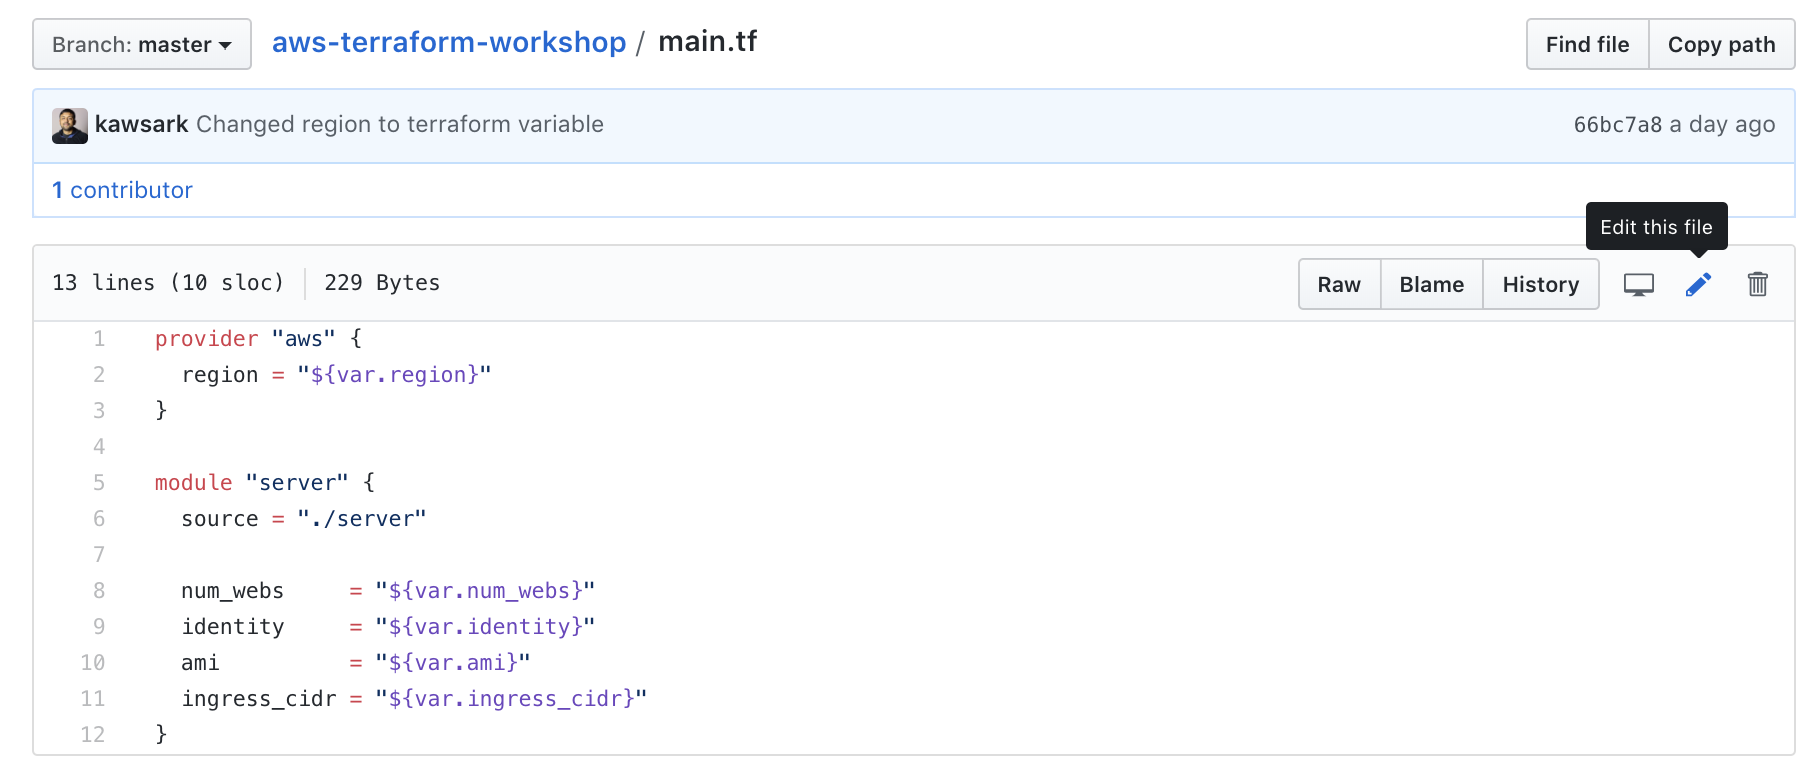 Branch: master aws-terraform-workshop / main.tf Find file Copy path
kawsark Changed region to terraform variable 66bc7a8 a day ago
1 contributor
Edit this file
13 lines (10 sloc) 229 Bytes Raw Blame History
1 provider "aws" {
2   region = "${var.region}"
3 }
4
5 module "server" {
6   source = "./server"
7
8   num_webs     = "${var.num_webs}"
9   identity     = "${var.identity}"
10   ami          = "${var.ami}"
11   ingress_cidr = "${var.ingress_cidr}"
12 }